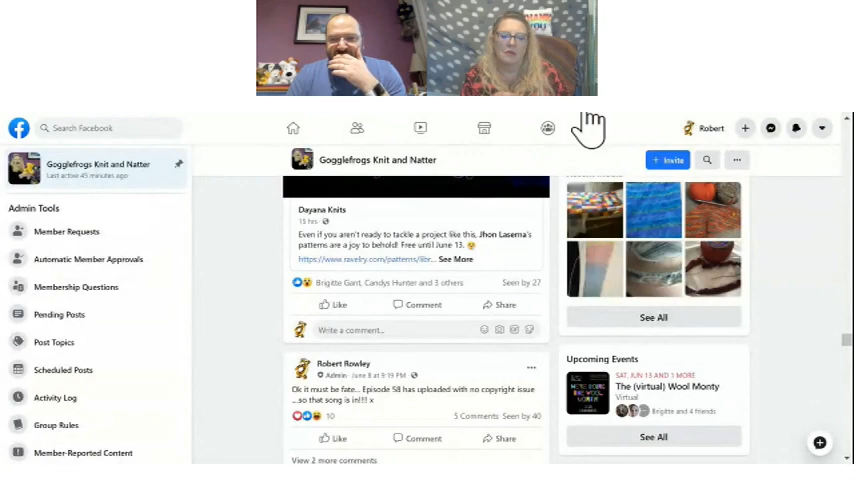 Search Facebook
Robert
Gogglefrogs Knit and Natter
Last active 45 minutes ago
Gogglefrogs Knit and Natter
+ Invite
Admin Tools
Member Requests
Automatic Member Approvals
Membership Questions
Pending Posts
Post Topics
Scheduled Posts
Activity Log
Group Rules
Member-Reported Content
Dayana Knits
15 hrs ·
Even if you aren't ready to tackle a project like this, Jhon Lasema's
patterns are a joy to behold! Free until June 13.
https://www.ravelry.com/patterns/libr... See More
Brigitte Gant, Candys Hunter and 3 others
Seen by 27
Like
Comment
Share
Write a comment...
Robert Rowley
Admin · June 8 at 9:19 PM ·
Ok it must be fate... Episode 58 has uploaded with no copyright issue
...so that song is in!!!! x
10
5 Comments Seen by 40
Like
Comment
Share
View 2 more comments
See All
Upcoming Events
SAT, JUN 13 AND 1 MORE
The (virtual) Wool Monty
Virtual
Brigitte and 4 friends
See All